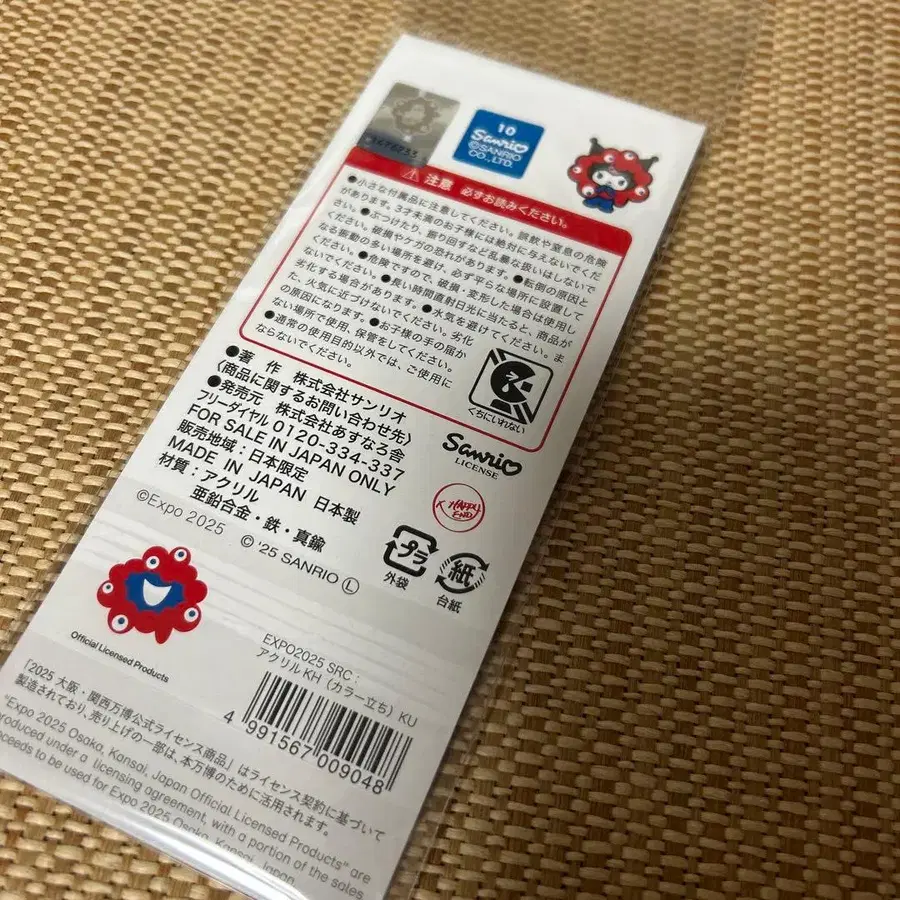 10
Sanrio
©SANRIO
CO.,LTD.
注意 必ずお読みください。
●小さな付属品に注意してください。誤飲や窒息の危険
があります。3才未満のお子様には絶対に与えないでくだ
さい。●ぶつけたり、振り回すなど乱暴な扱いはしないで
ください。破損やケガの恐れがあります。●転倒の原因と
なる振動の多い場所を避け、必ず平らな場所に設置して
ください。●危険ですので、破損・変形した場合は使用し
ないでください。●長い時間直射日光に当たると、商品が
劣化する場合があります。●水気を避けてください。ま
た、火気に近づけないでください。劣化
の原因になります。●お子様の手の届か
ない場所で使用、保管をしてください。
●通常の使用目的以外では、ご使用に
ならないでください。
くちにいれない
●著 作 株式会社サンリオ
〈商品に関するお問い合わせ先〉
●発売元 株式会社あすなろ舎
フリーダイヤル 0120-334-337
FOR SALE IN JAPAN ONLY
販売地域：日本限定
MADE IN JAPAN 日本製
材質：アクリル
亜鉛合金・鉄・真鍮
©Expo 2025 © '25 SANRIO Ⓛ
Sanrio
LICENSE
HAPPY
END
プラ
外袋
紙
台紙
Official Licensed Products
EXPO2025 SRC：
アクリルKH（カラー立ち）KU
4 991567 009048
「2025 大阪・関西万博公式ライセンス商品」はライセンス契約に基づいて
製造されており、売り上げの一部は、本万博のために活用されます。
"Expo 2025 Osaka, Kansai, Japan Official Licensed Products" are
produced under a licensing agreement, with a portion of the sales
proceeds to be used for Expo 2025 Osaka, Kansai, Japan.